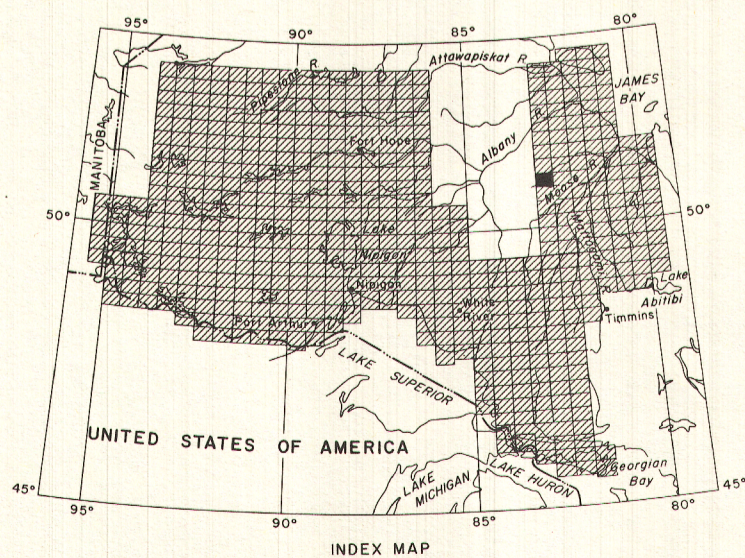 95°
90°
85°
80°
Attawapiskat R.
JAMES
BAY
Pipestone R.
MANITOBA
Albany R.
Fort Hope
Moose R.
50°
50°
Mattagami R.
Lake
Nipigon
Nipigon
White
River
Lake
Abitibi
Timmins
Port Arthur
LAKE SUPERIOR
UNITED STATES OF AMERICA
LAKE
MICHIGAN
LAKE HURON
Georgian
Bay
45°
45°
90°
85°
80°
INDEX MAP